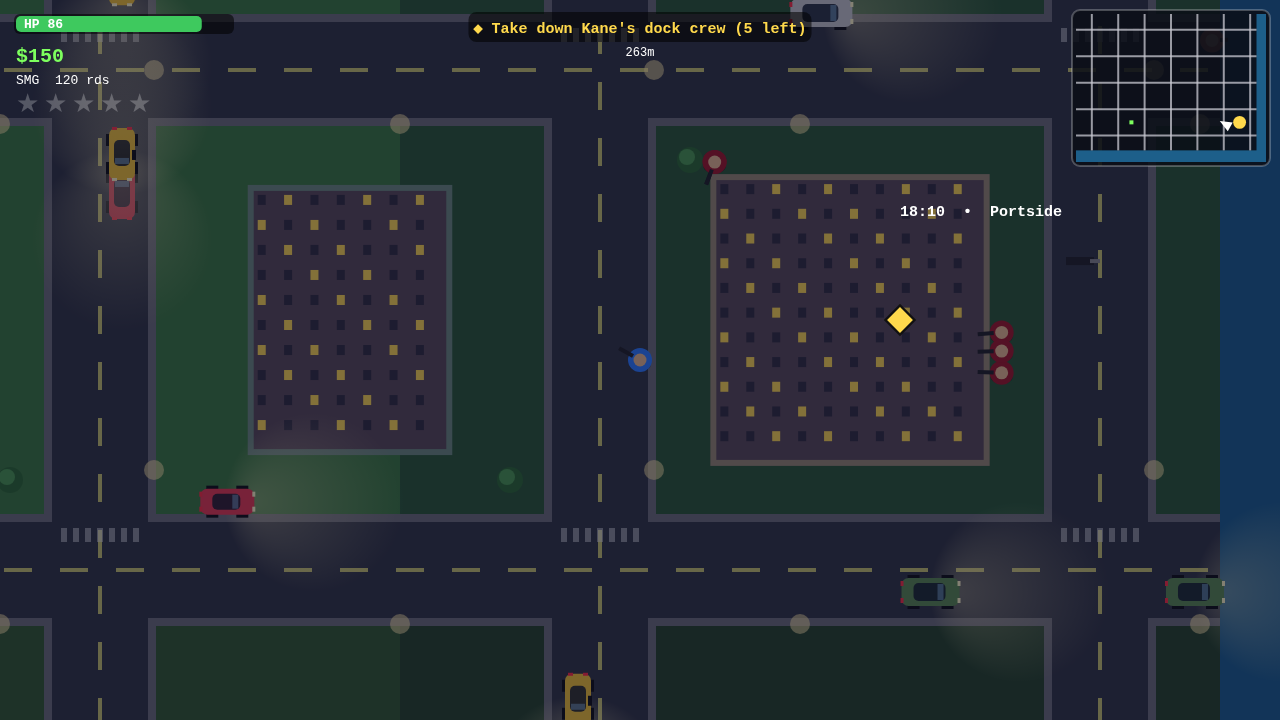 HP 86
◆ Take down Kane's dock crew (5 left)
263m
$150
SMG 120 rds
18:10 • Portside